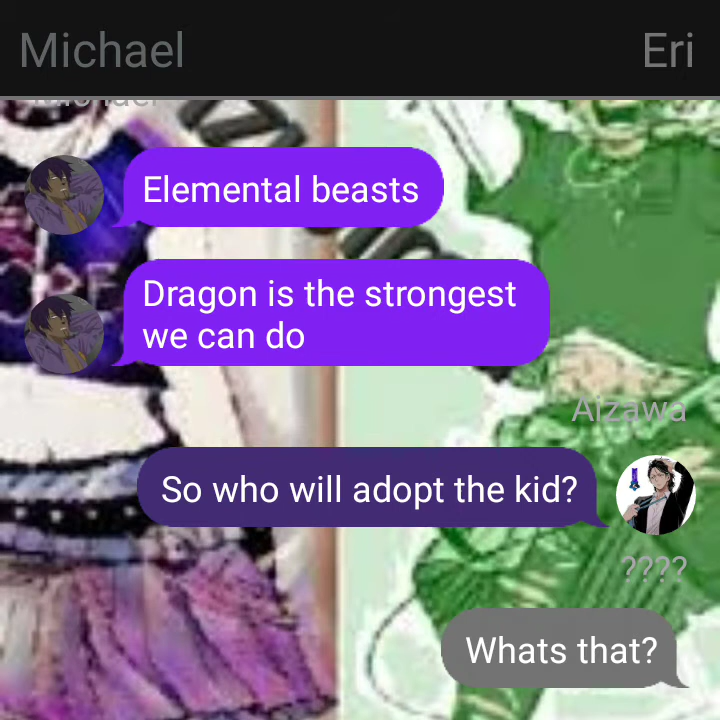 Michael
Eri
Michael
Elemental beasts
Dragon is the strongest
we can do
Aizawa
So who will adopt the kid?
????
Whats that?